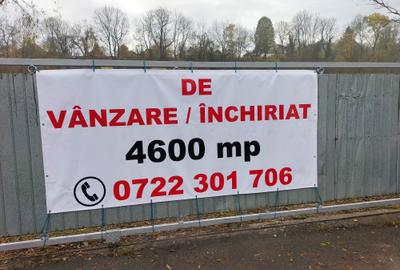 DE
VÂNZARE / ÎNCHIRIAT
4600 mp
0722 301 706